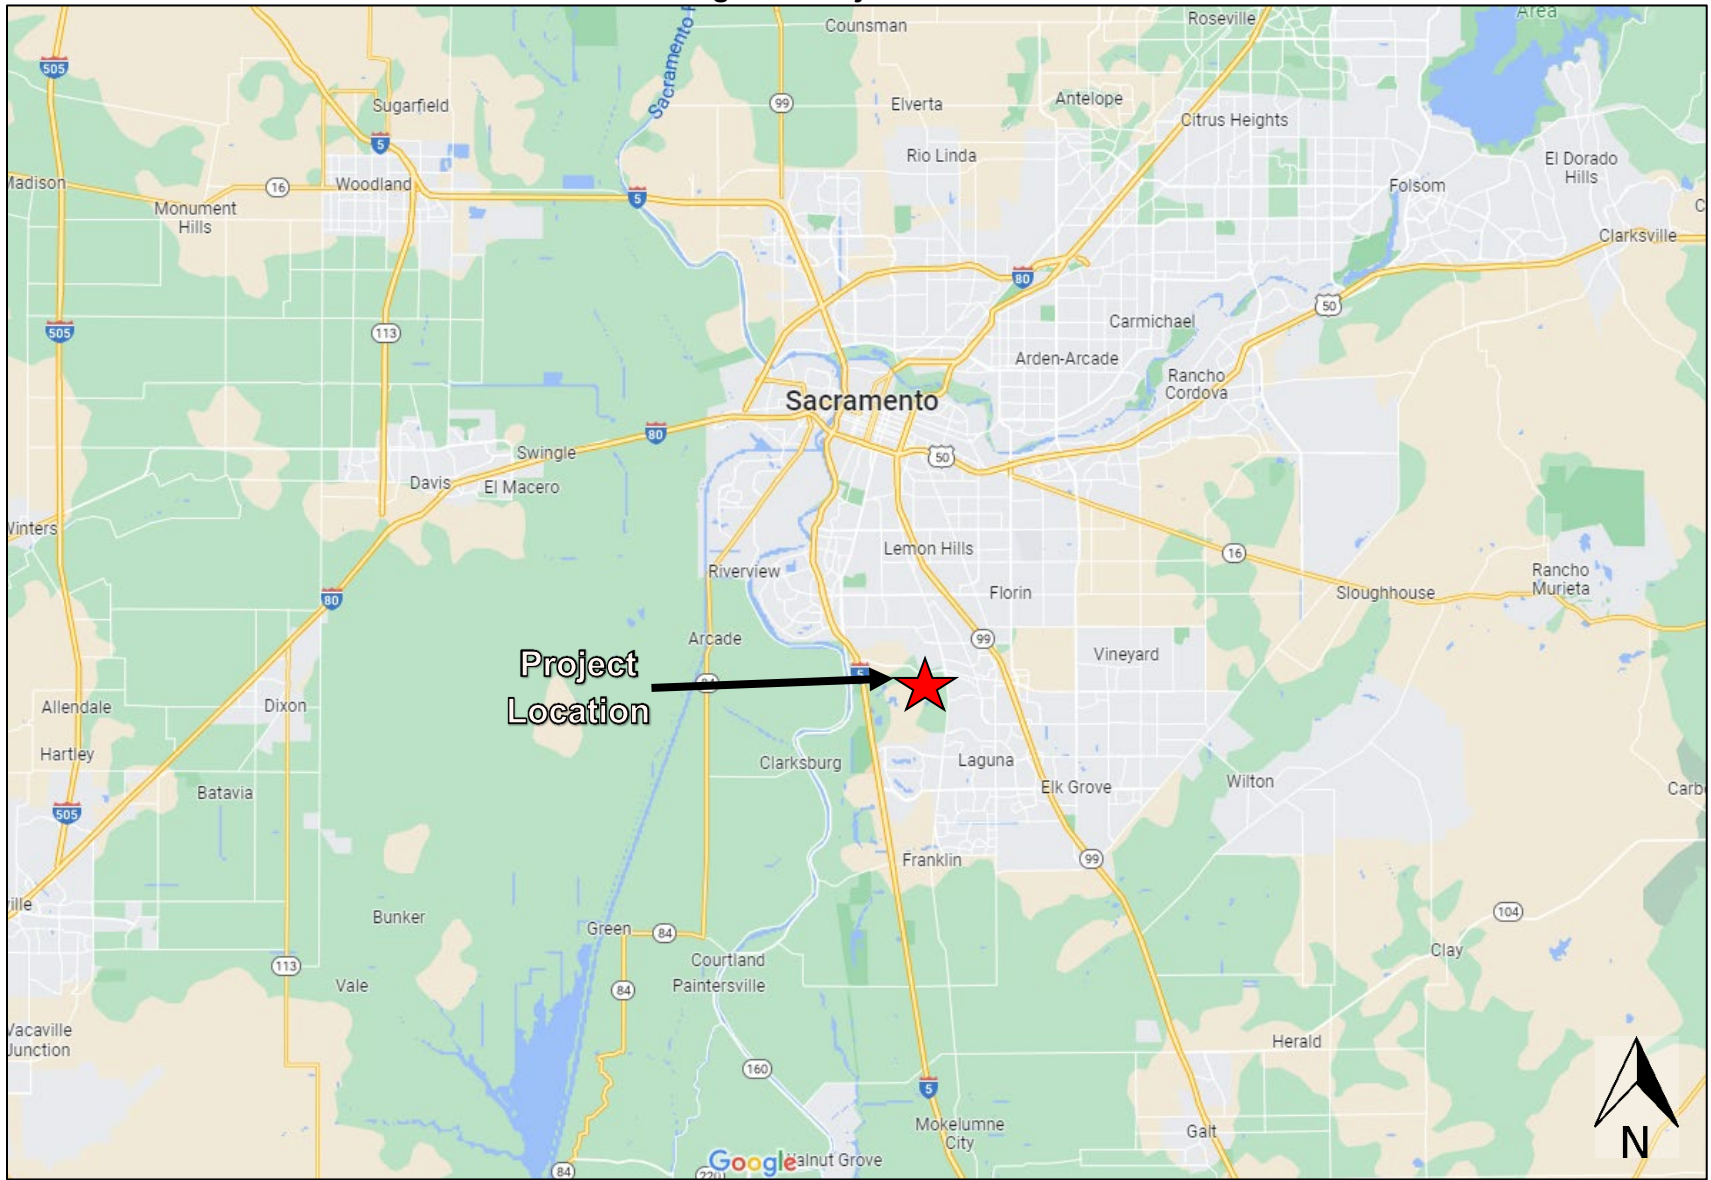 Counsman
Roseville
Area
505
Sacramento
Sugarfield
99
Elverta
Antelope
Citrus Heights
5
Rio Linda
El Dorado
Hills
Madison
16
Woodland
5
Folsom
Monument
Hills
Clarksville
80
50
505
113
Carmichael
Arden-Arcade
Rancho
Cordova
Sacramento
80
50
Swingle
Davis
El Macero
Winters
Lemon Hills
16
Riverview
Florin
Sloughhouse
Rancho
Murieta
80
Arcade
99
Vineyard
Project
Location
5
84
Allendale
Dixon
Hartley
Clarksburg
Laguna
Elk Grove
Wilton
Batavia
505
Franklin
99
104
Bunker
Green
84
Clay
Courtland
113
Vale
84
Paintersville
Vacaville
Junction
Herald
160
5
Mokelumne
City
Galt
N
Google
Walnut Grove
84
220